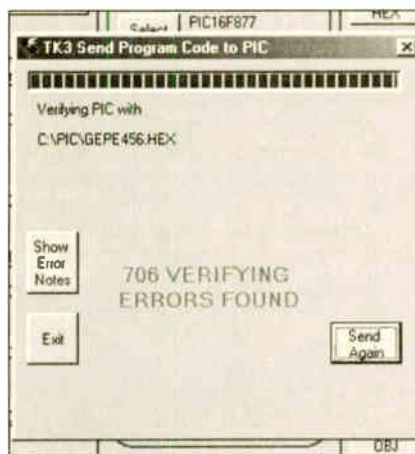 Select
PIC16F877
HEX
TK3 Send Program Code to PIC
Verifying PIC with
C:\PIC\GEPE456.HEX
Show
Error
Notes
706 VERIFYING
ERRORS FOUND
Exit
Send
Again
OBJ